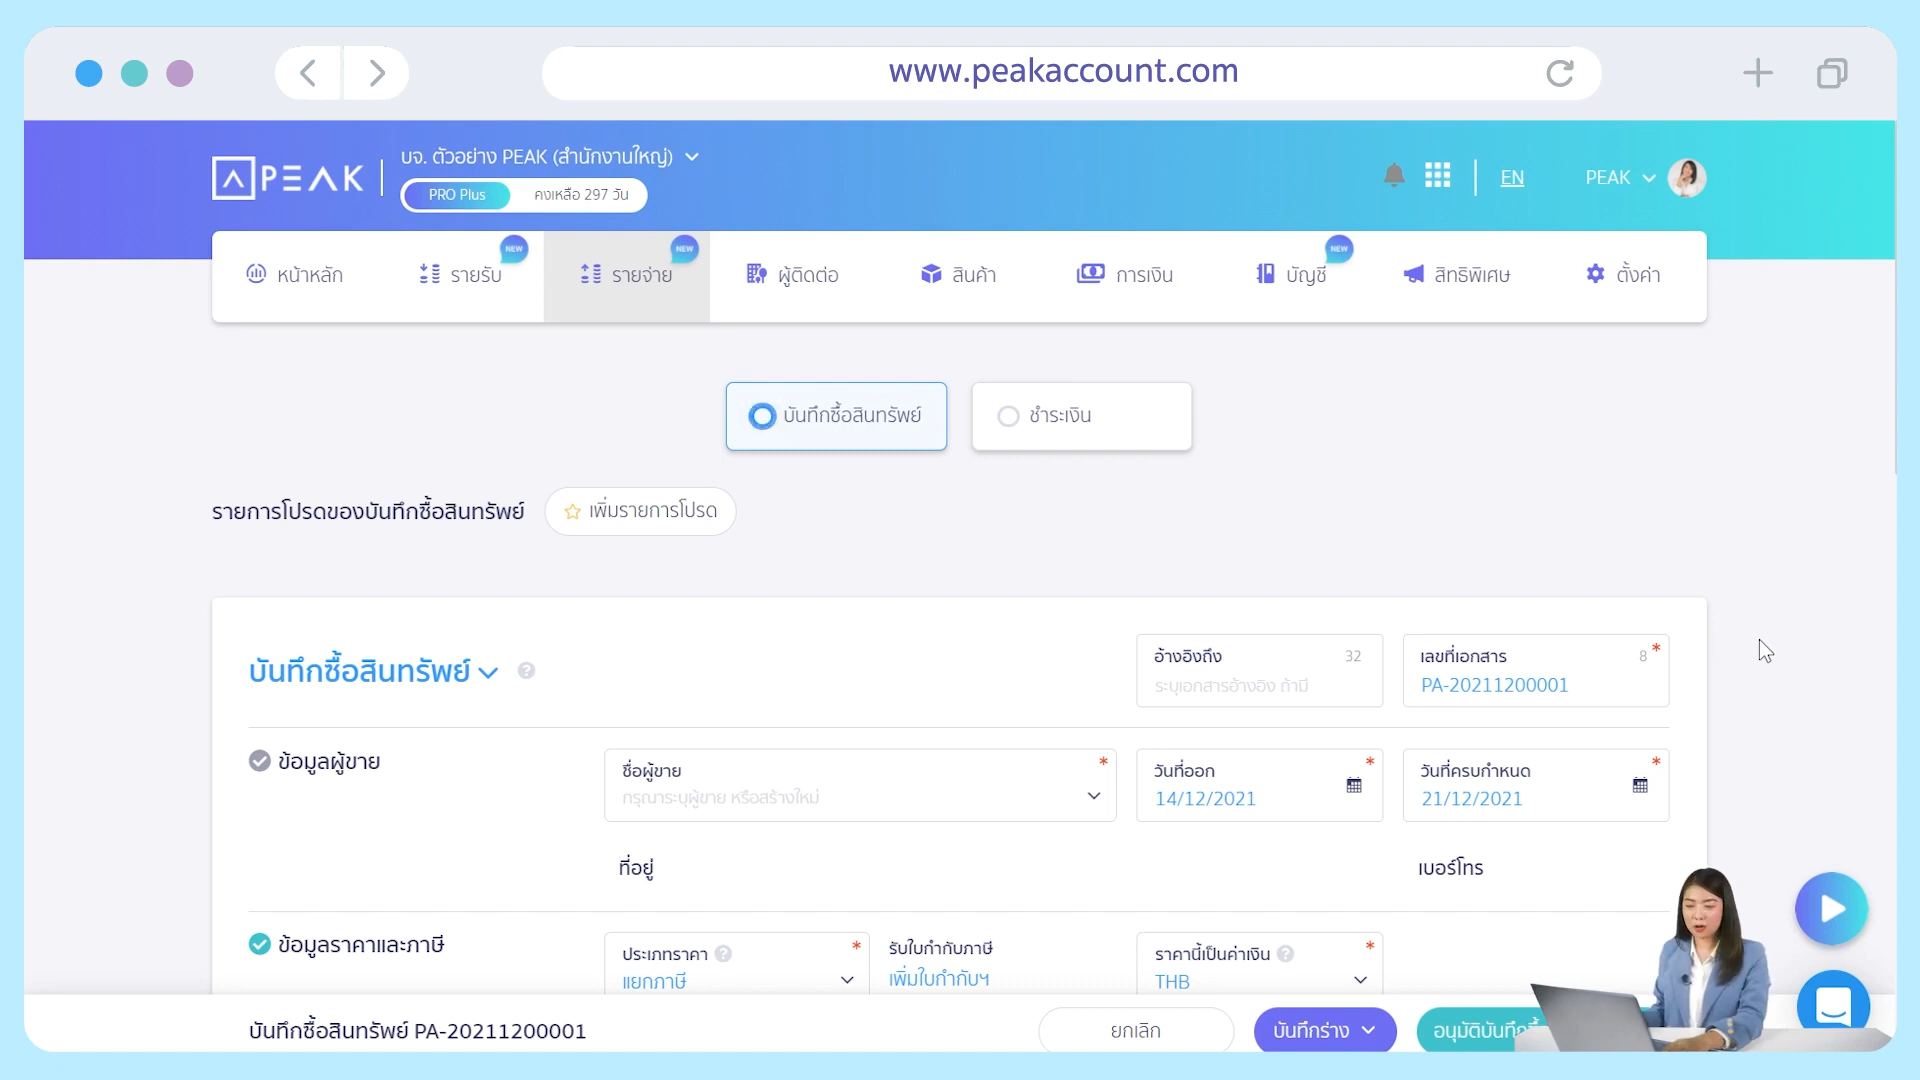 www.peakaccount.com
PEAK
บจ. ตัวอย่าง PEAK (สำนักงานใหญ่)
PRO Plus คงเหลือ 297 วัน
EN PEAK
NEW NEW NEW
หน้าหลัก รายรับ รายจ่าย ผู้ติดต่อ สินค้า การเงิน บัญชี สิทธิพิเศษ ตั้งค่า
บันทึกซื้อสินทรัพย์ ชำระเงิน
รายการโปรดของบันทึกซื้อสินทรัพย์ เพิ่มรายการโปรด
บันทึกซื้อสินทรัพย์ ?
อ้างอิงถึง 32
ระบุเอกสารอ้างอิง ถ้ามี
เลขที่เอกสาร 8 *
PA-20211200001
ข้อมูลผู้ขาย
ชื่อผู้ขาย *
กรุณาระบุผู้ขาย หรือสร้างใหม่
วันที่ออก *
14/12/2021
วันที่ครบกำหนด *
21/12/2021
ที่อยู่ เบอร์โทร
ข้อมูลราคาและภาษี
ประเภทราคา ? *
แยกภาษี
รับใบกำกับภาษี
เพิ่มใบกำกับฯ
ราคานี้เป็นค่าเงิน ? *
THB
บันทึกซื้อสินทรัพย์ PA-20211200001 ยกเลิก บันทึกร่าง